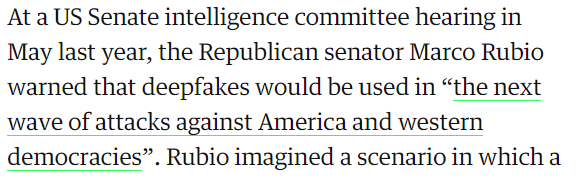 At a US Senate intelligence committee hearing in
May last year, the Republican senator Marco Rubio
warned that deepfakes would be used in “the next
wave of attacks against America and western
democracies”. Rubio imagined a scenario in which a